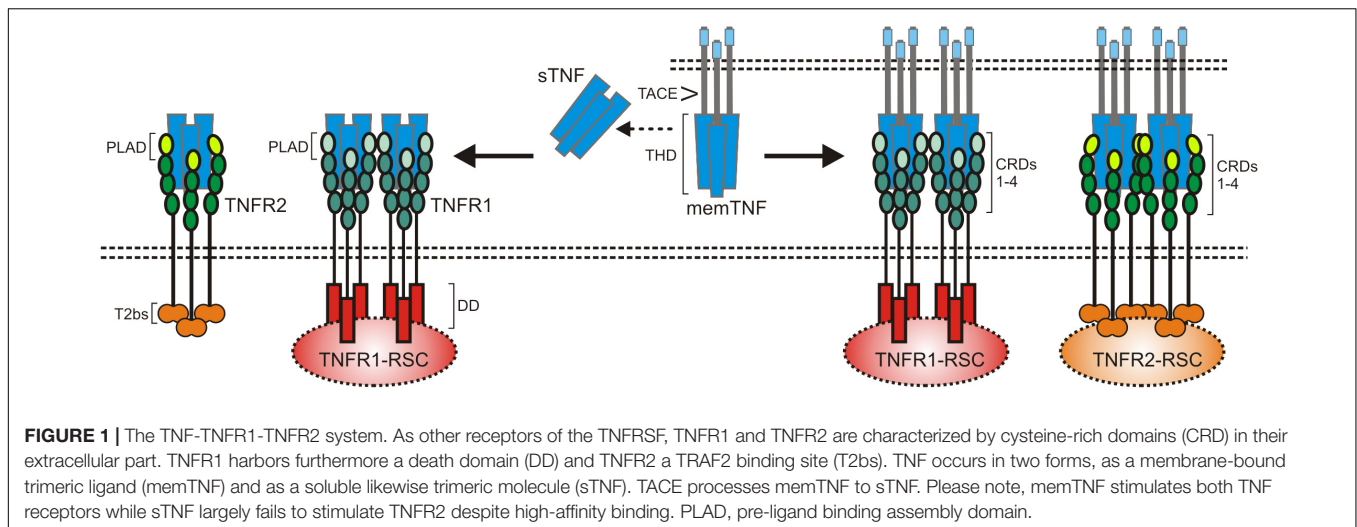 sTNF
TACE >
THD
memTNF
PLAD
TNFR2
PLAD
TNFR1
CRDs
1-4
CRDs
1-4
T2bs
DD
TNFR1-RSC
TNFR1-RSC
TNFR2-RSC
FIGURE 1 | The TNF-TNFR1-TNFR2 system. As other receptors of the TNFRSF, TNFR1 and TNFR2 are characterized by cysteine-rich domains (CRD) in their
extracellular part. TNFR1 harbors furthermore a death domain (DD) and TNFR2 a TRAF2 binding site (T2bs). TNF occurs in two forms, as a membrane-bound
trimeric ligand (memTNF) and as a soluble likewise trimeric molecule (sTNF). TACE processes memTNF to sTNF. Please note, memTNF stimulates both TNF
receptors while sTNF largely fails to stimulate TNFR2 despite high-affinity binding. PLAD, pre-ligand binding assembly domain.